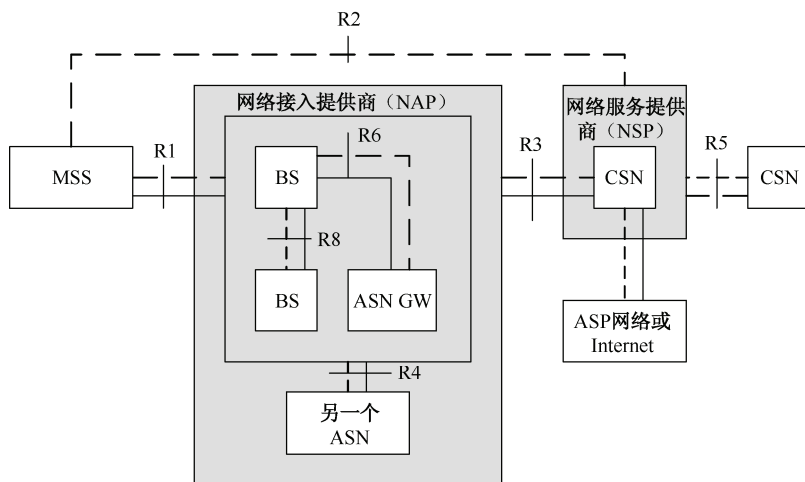 R2
网络接入提供商（NAP）
网络服务提供
商（NSP）
R1
R6
R3
R5
MSS
BS
CSN
CSN
R8
BS
ASN GW
ASP网络或
Internet
R4
另一个
ASN